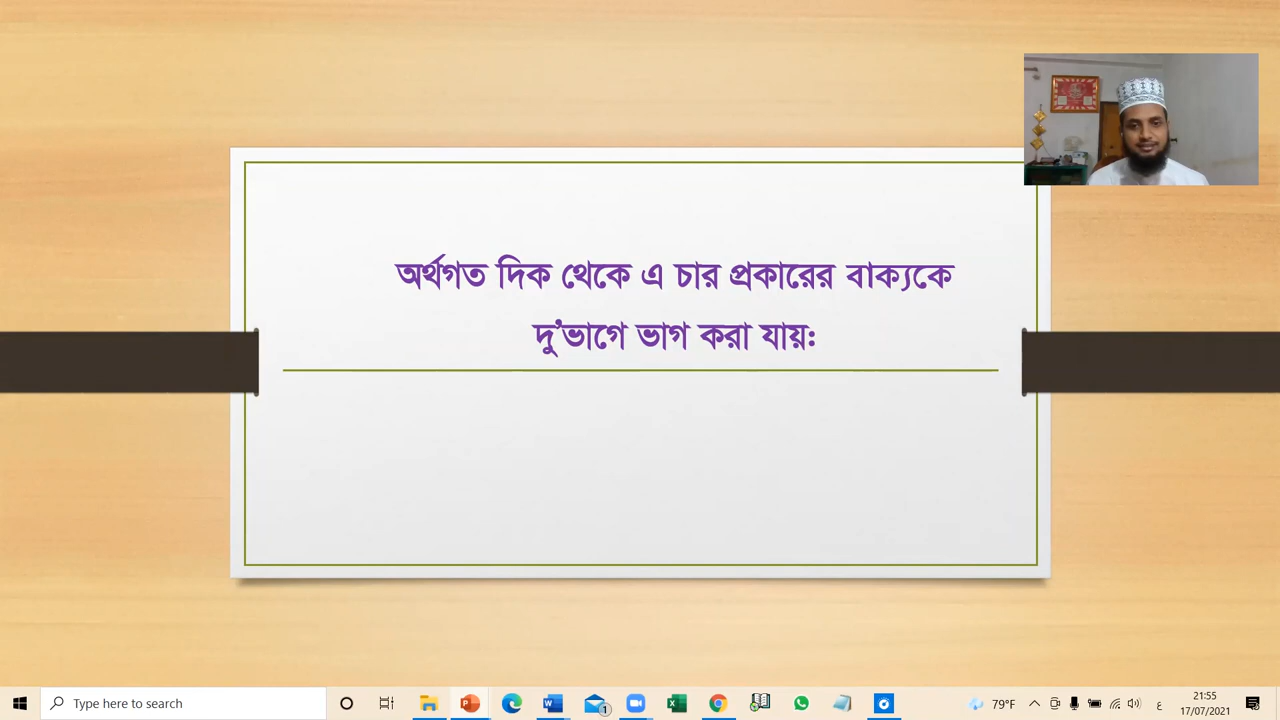 অর্থগত দিক থেকে এ চার প্রকারের বাক্যকে
দু'ভাগে ভাগ করা যায়ঃ
Type here to search
79°F
ع
21:55
17/07/2021